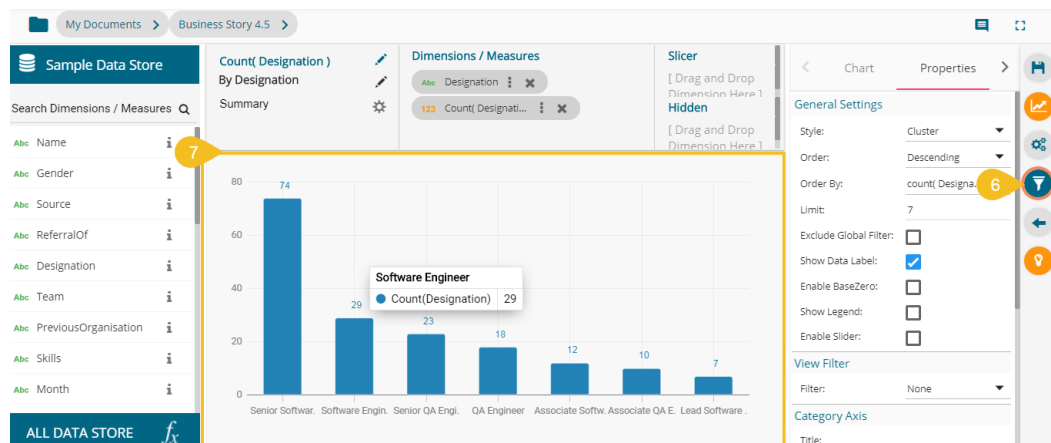 My Documents
Business Story 4.5
Sample Data Store
Search Dimensions / Measures
Abc Name
Abc Gender
Abc Source
Abc ReferralOf
Abc Designation
Abc Team
Abc PreviousOrganisation
Abc Skills
Abc Month
ALL DATA STORE fx
Count( Designation )
By Designation
Summary
Dimensions / Measures
Abc Designation
123 Count( Designati...
Slicer
[ Drag and Drop
Dimension Here ]
Hidden
[ Drag and Drop
Dimension Here ]
7
80
60
40
20
0
74
29
23
18
12
10
7
Software Engineer
Count(Designation) 29
Senior Softwar.
Software Engin.
Senior QA Engi.
QA Engineer
Associate Softw.
Associate QA E.
Lead Software .
Chart
Properties
General Settings
Style: Cluster
Order: Descending
Order By: count( Designa.
6
Limit: 7
Exclude Global Filter:
Show Data Label:
Enable BaseZero:
Show Legend:
Enable Slider:
View Filter
Filter: None
Category Axis
Title: